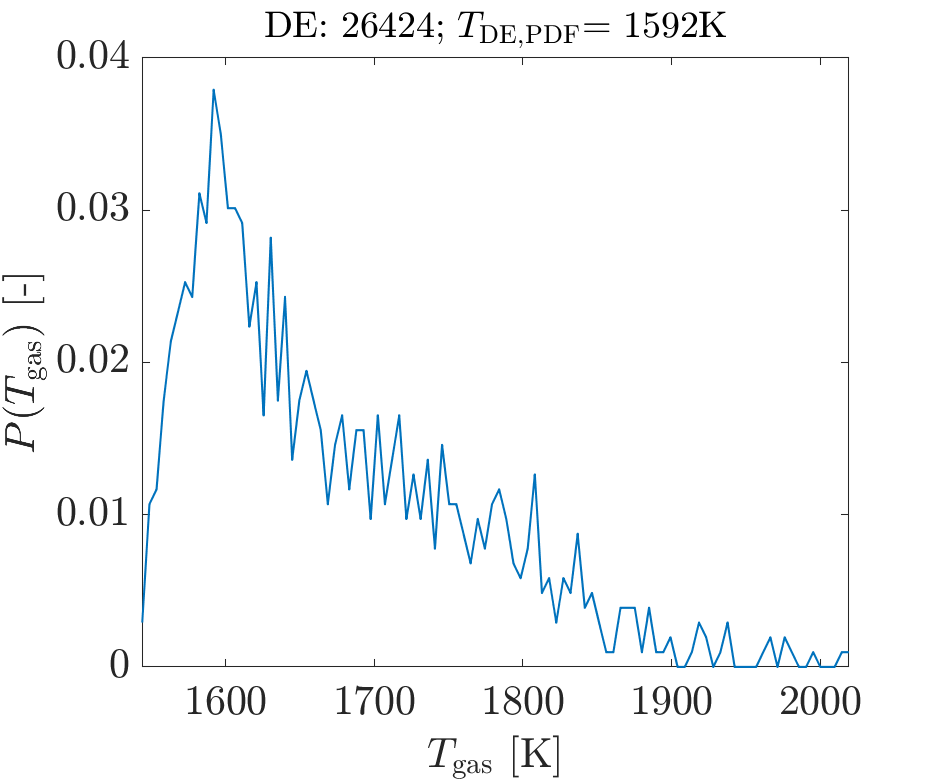 DE: 26424; T_DE,PDF= 1592K
0.04
0.03
0.02
0.01
0
P(T_gas) [-]
1600 1700 1800 1900 2000
T_gas [K]